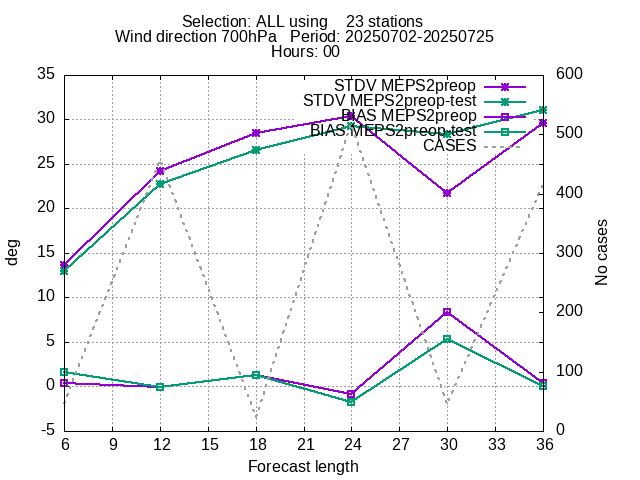 Selection: ALL using    23 stations
Wind direction 700hPa   Period: 20250702-20250725
Hours: 00
STDV MEPS2preop
STDV MEPS2preop-test
BIAS MEPS2preop
BIAS MEPS2preop-test
CASES
35
30
25
20
15
10
5
0
-5
600
500
400
300
200
100
0
deg
No cases
6 9 12 15 18 21 24 27 30 33 36
Forecast length